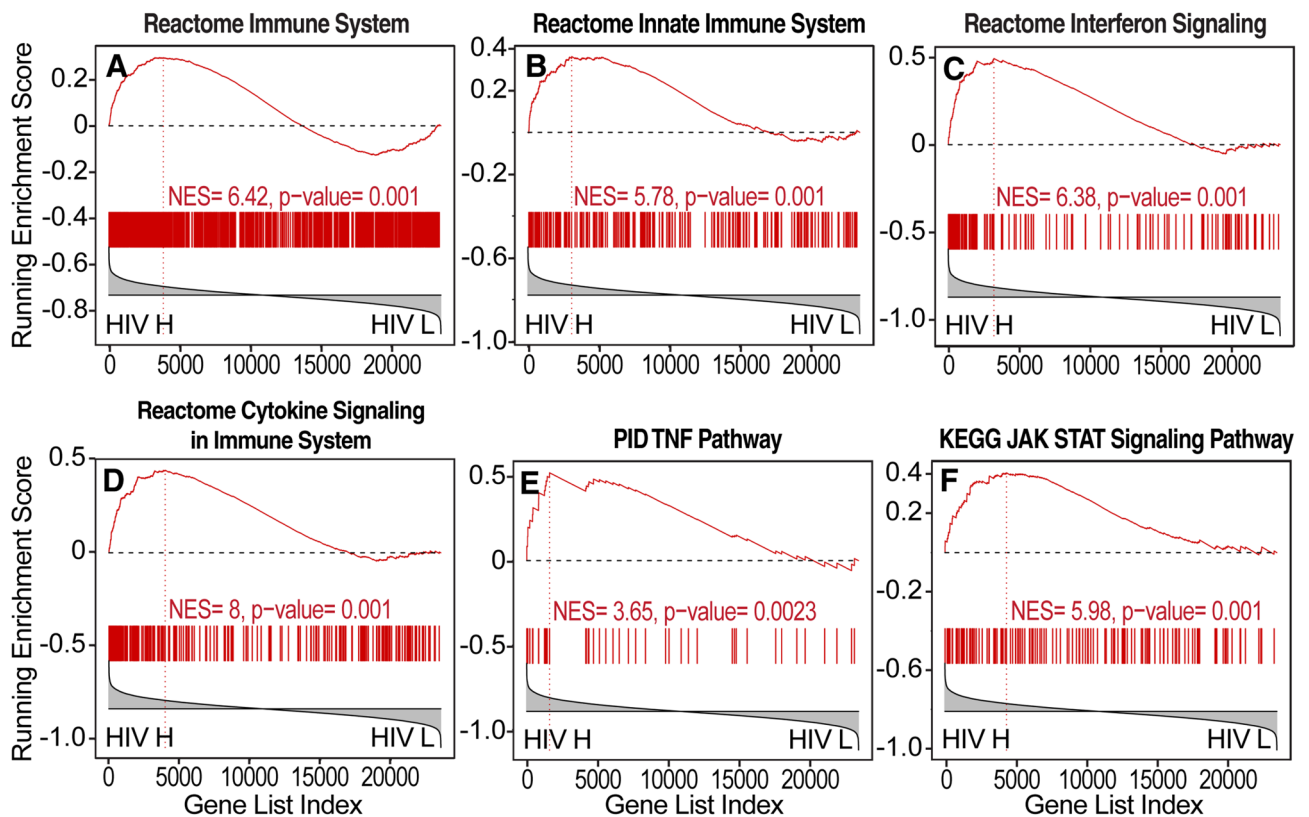 Reactome Immune System
Reactome Innate Immune System
Reactome Interferon Signaling
Running Enrichment Score
A
0.2
0
-0.2
-0.4
-0.6
-0.8
NES= 6.42, p-value= 0.001
HIV H
HIV L
0 5000 10000 15000 20000
B
0.4
0.2
0
-0.2
-0.6
-1.0
NES= 5.78, p-value= 0.001
HIV H
HIV L
0 5000 10000 15000 20000
C
0.5
0
-0.5
-1.0
NES= 6.38, p-value= 0.001
HIV H
HIV L
0 5000 10000 15000 20000
Reactome Cytokine Signaling
in Immune System
PID TNF Pathway
KEGG JAK STAT Signaling Pathway
Running Enrichment Score
D
0.5
0
-0.5
-1.0
NES= 8, p-value= 0.001
HIV H
HIV L
0 5000 10000 15000 20000
Gene List Index
E
0.5
0
-0.5
-1.0
NES= 3.65, p-value= 0.0023
HIV H
HIV L
0 5000 10000 15000 20000
Gene List Index
F
0.4
0.2
-0.2
-0.6
-1.0
NES= 5.98, p-value= 0.001
HIV H
HIV L
0 5000 10000 15000 20000
Gene List Index